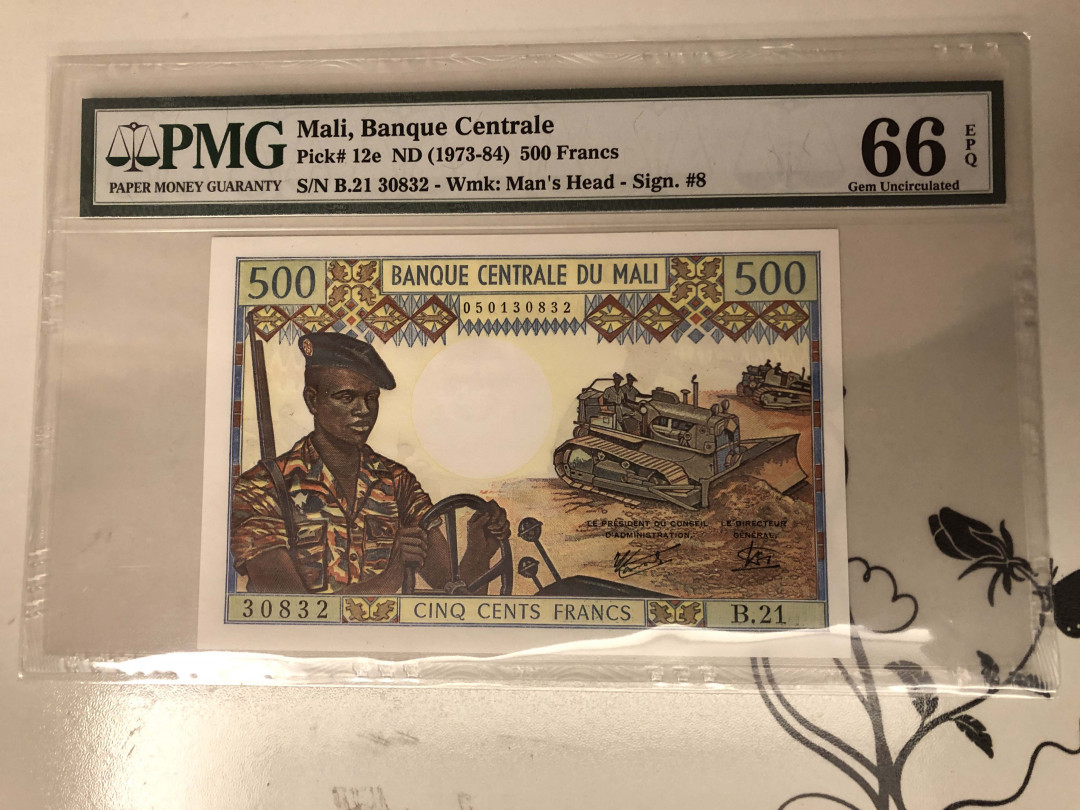 PMG
PAPER MONEY GUARANTY
Mali, Banque Centrale
Pick# 12e ND (1973-84) 500 Francs
S/N B.21 30832 - Wmk: Man's Head - Sign. #8
66
EPQ
Gem Uncirculated
500
BANQUE CENTRALE DU MALI
500
050130832
LE PRÉSIDENT DU CONSEIL
D'ADMINISTRATION,
LE DIRECTEUR
GÉNÉRAL,
30832
CINQ CENTS FRANCS
B.21